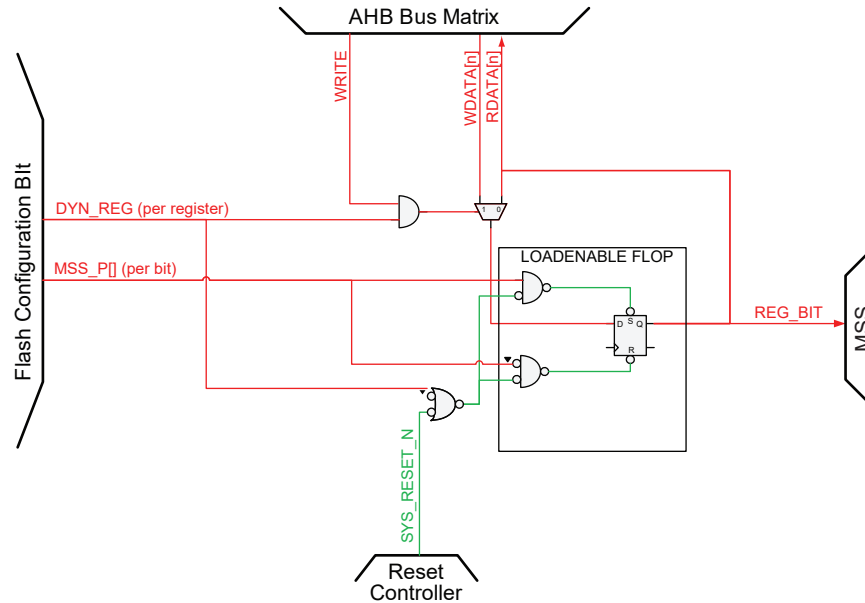 AHB Bus Matrix
WRITE
WDATA[n]
RDATA[n]
Flash Configuration BIt
DYN_REG (per register)
1 0
MSS_P[] (per bit)
LOADENABLE FLOP
S
D Q
R
REG_BIT
MSS
SYS_RESET_N
Reset
Controller